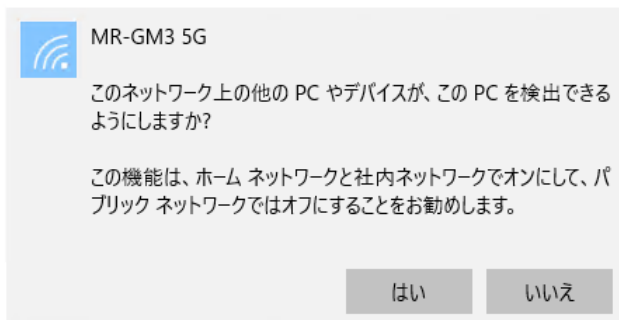 MR-GM3 5G
このネットワーク上の他の PC やデバイスが、この PC を検出できる
ようにしますか?
この機能は、ホーム ネットワークと社内ネットワークでオンにして、パ
ブリック ネットワークではオフにすることをお勧めします。
はい
いいえ